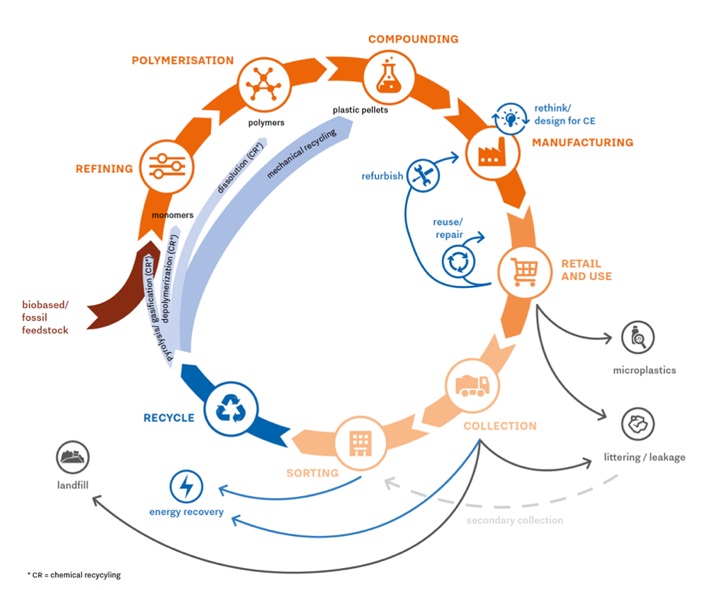 COMPOUNDING
POLYMERISATION
plastic pellets
polymers
rethink/
design for CE
MANUFACTURING
REFINING
refurbish
dissolution (CR*)
mechanical recycling
monomers
reuse/
repair
Pyrolysis/ gasification (CR*)
depolymerization (CR*)
RETAIL
AND USE
biobased/
fossil
feedstock
microplastics
RECYCLE
COLLECTION
SORTING
littering / leakage
landfill
energy recovery
secondary collection
* CR = chemical recycyling